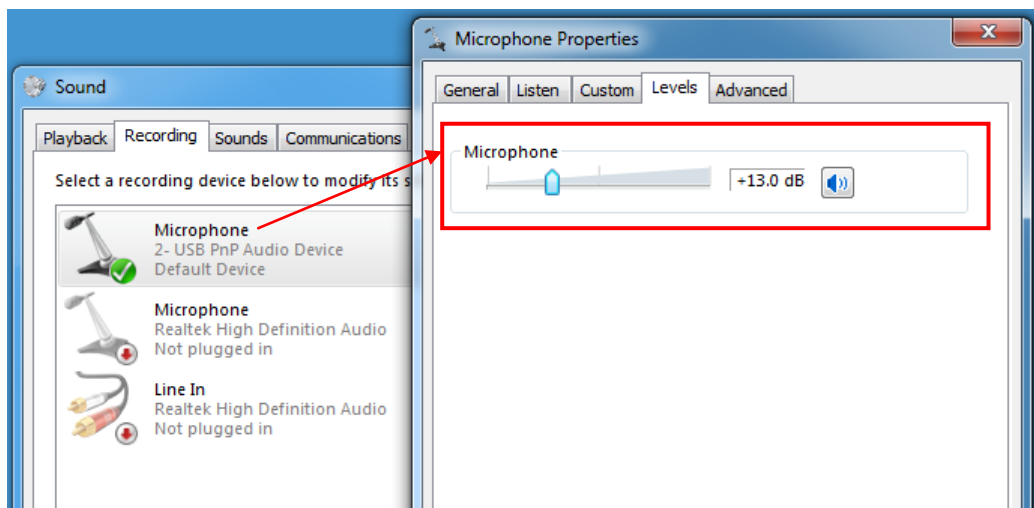 Sound
Playback Recording Sounds Communications
Select a recording device below to modify its s
Microphone
2- USB PnP Audio Device
Default Device
Microphone
Realtek High Definition Audio
Not plugged in
Line In
Realtek High Definition Audio
Not plugged in
Microphone Properties
General Listen Custom Levels Advanced
Microphone
+13.0 dB